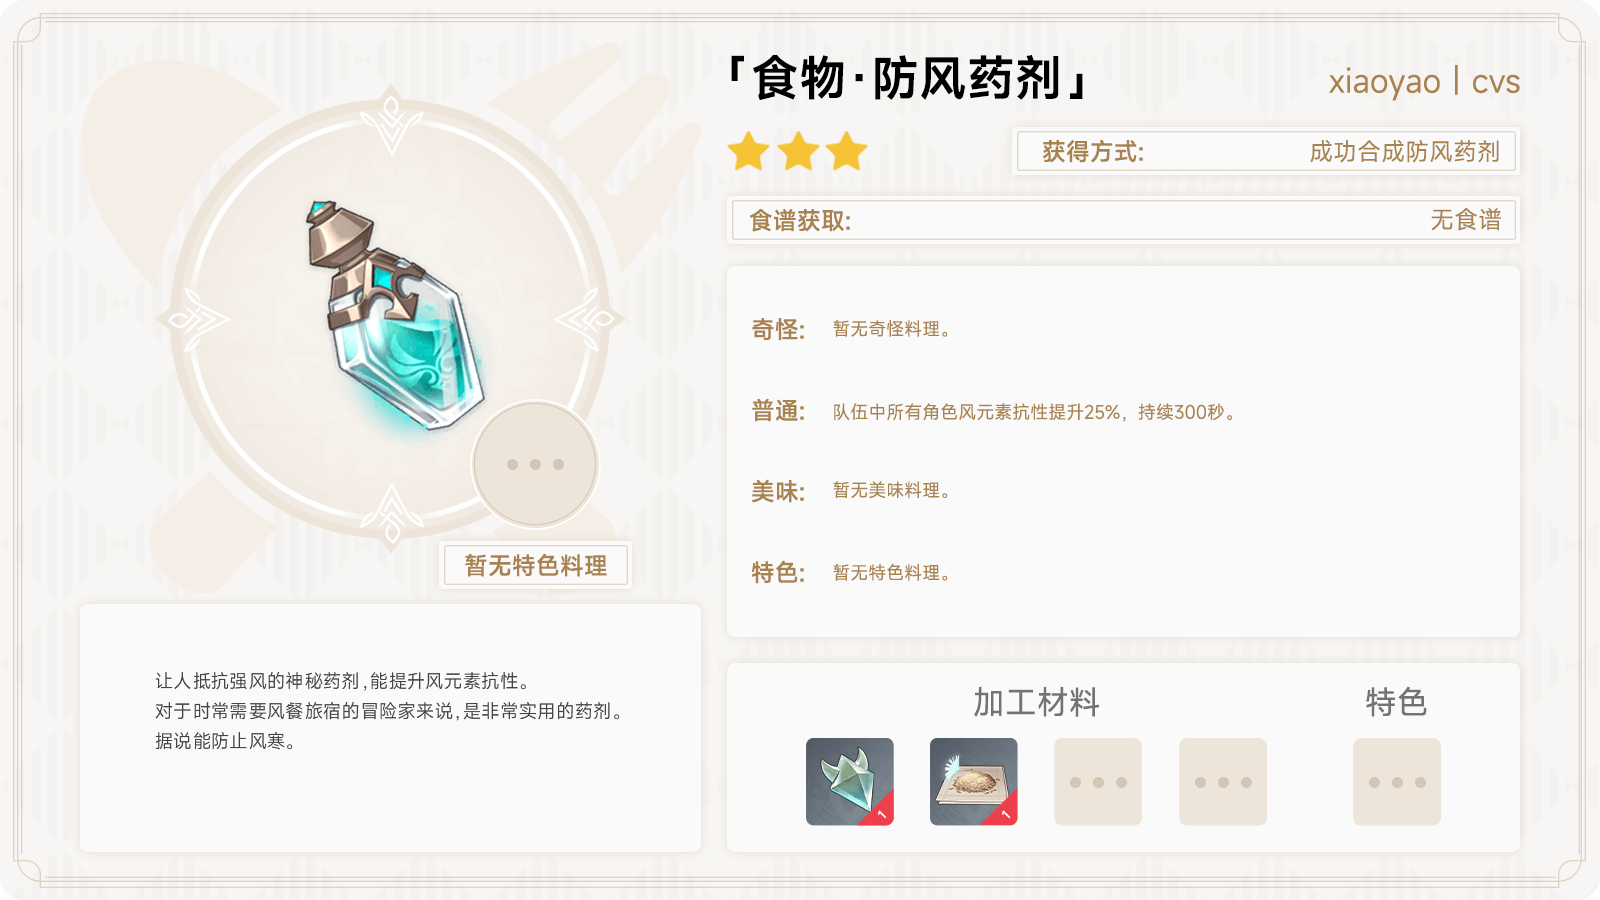 「食物·防风药剂」
xiaoyao | cvs
获得方式:
成功合成防风药剂
食谱获取:
无食谱
奇怪:
暂无奇怪料理。
普通:
队伍中所有角色风元素抗性提升25%，持续300秒。
美味:
暂无美味料理。
特色:
暂无特色料理。
暂无特色料理
让人抵抗强风的神秘药剂,能提升风元素抗性。
对于时常需要风餐旅宿的冒险家来说,是非常实用的药剂。
据说能防止风寒。
加工材料
特色
1
1